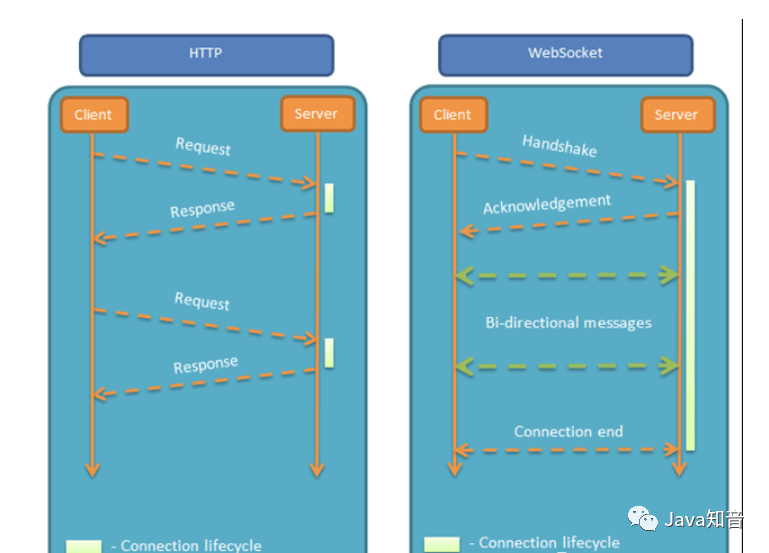 HTTP
Client
Server
Request
Response
Request
Response
- Connection lifecycle
WebSocket
Client
Server
Handshake
Acknowledgement
Bi-directional messages
Connection end
- Connection lifecycle
Java知音